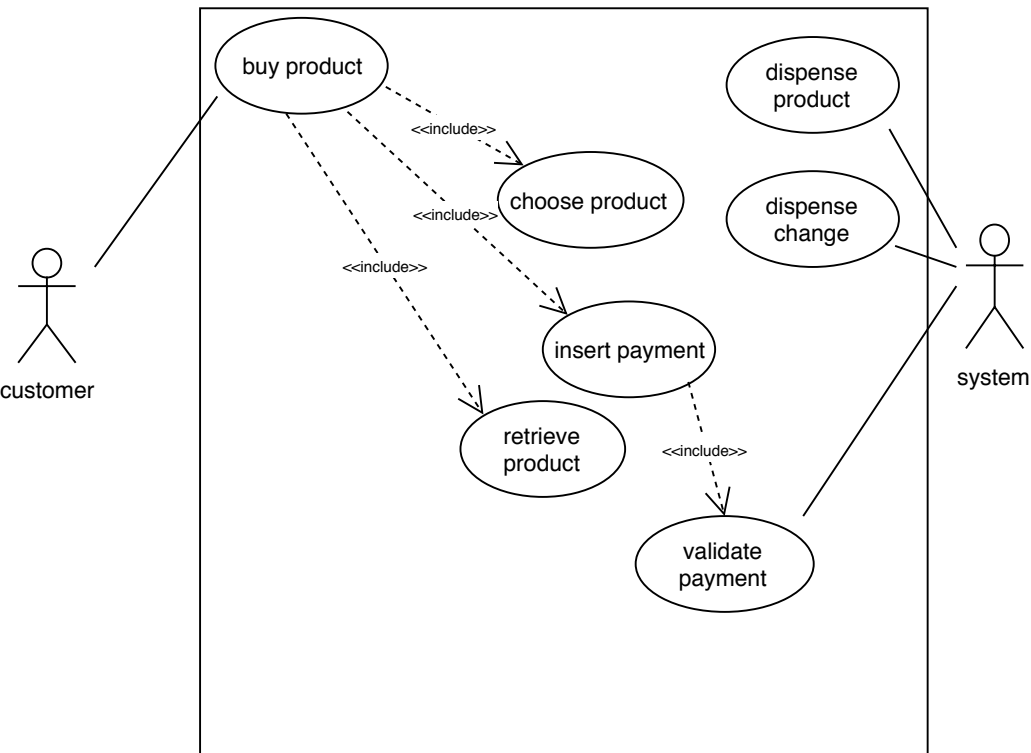 buy product
dispense
product
<<include>>
choose product
dispense
change
<<include>>
<<include>>
insert payment
customer
system
retrieve
product
<<include>>
validate
payment